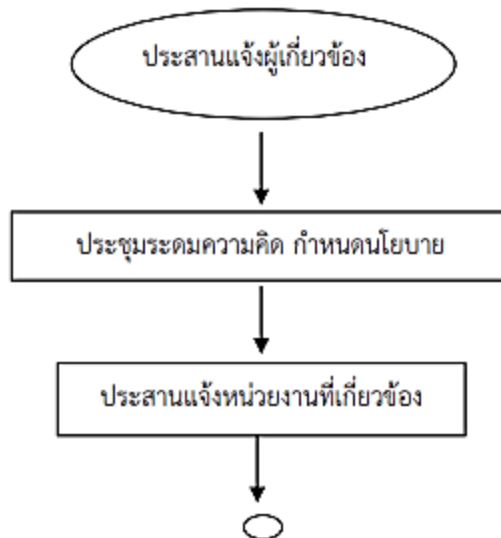 ประสานแจ้งผู้เกี่ยวข้อง
ประชุมระดมความคิด กำหนดนโยบาย
ประสานแจ้งหน่วยงานที่เกี่ยวข้อง